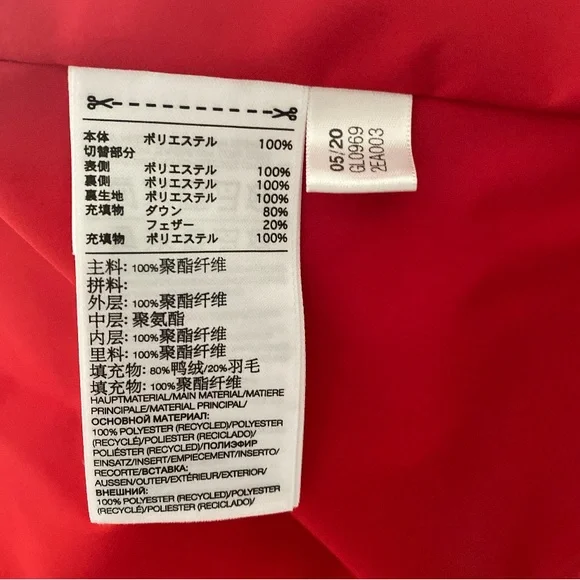 本体 ポリエステル 100%
切替部分
表側 ポリエステル 100%
裏側 ポリエステル 100%
裏生地 ポリエステル 100%
充填物 ダウン 80%
フェザー 20%
充填物 ポリエステル 100%
主料: 100%聚酯纤维
拼料:
外层: 100%聚酯纤维
中层: 聚氨酯
内层: 100%聚酯纤维
里料: 100%聚酯纤维
填充物: 80%鸭绒/20%羽毛
填充物: 100%聚酯纤维
HAUPTMATERIAL/MAIN MATERIAL/MATIERE
PRINCIPALE/MATERIAL PRINCIPAL/
ОСНОВНОЙ МАТЕРИАЛ:
100% POLYESTER (RECYCLED)/POLYESTER
(RECYCLÉ)/POLIESTER (RECICLADO)/
POLIÉSTER (RECYCLED)/ПОЛИЭФИР
EINSATZ/INSERT/EMPIECEMENT/INSERTO/
RECORTE/ВСТАВКА:
AUSSEN/OUTER/EXTERIEUR/EXTERIOR/
ВНЕШНИЙ:
100% POLYESTER (RECYCLED)/POLYESTER
(RECYCLÉ)/POLIESTER (RECICLADO)/
05/20
GL0969
2EA003